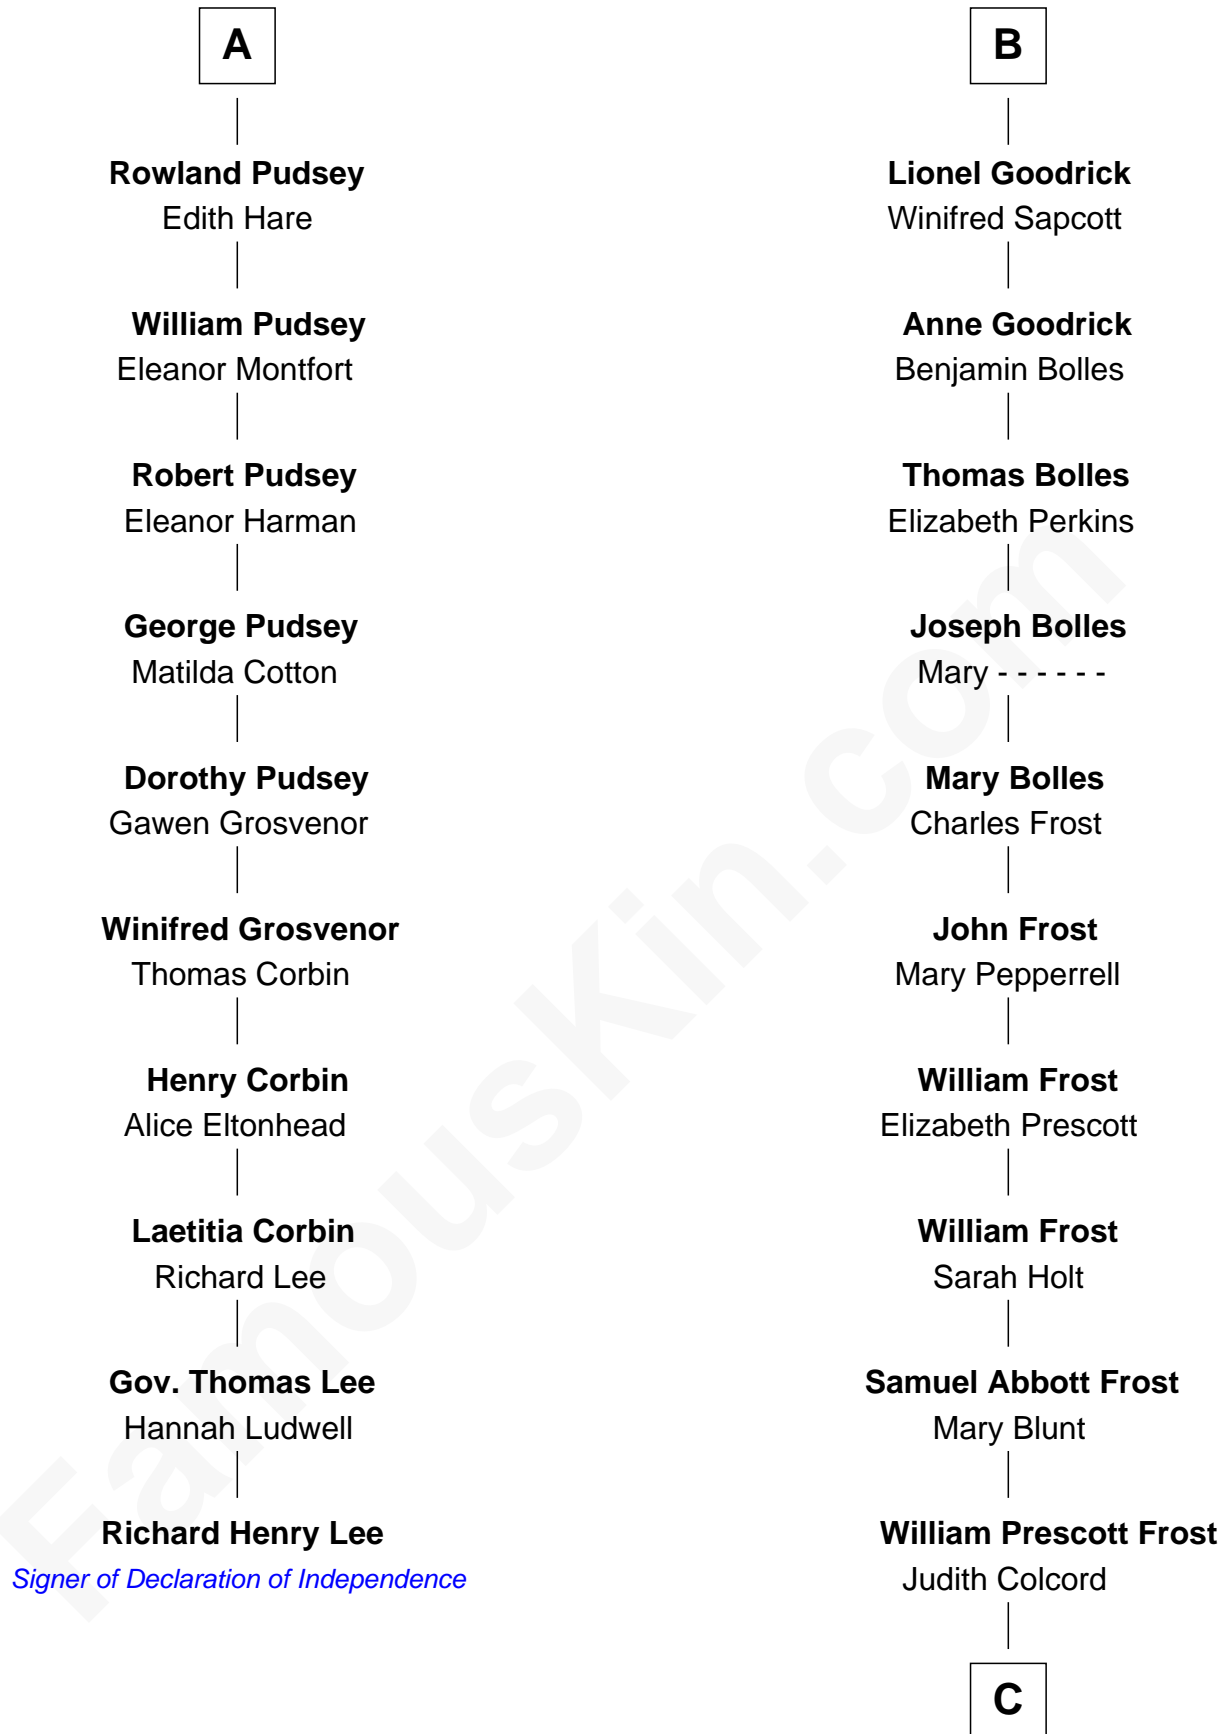 A
Rowland Pudsey
Edith Hare
William Pudsey
Eleanor Montfort
Robert Pudsey
Eleanor Harman
George Pudsey
Matilda Cotton
Dorothy Pudsey
Gawen Grosvenor
Winifred Grosvenor
Thomas Corbin
Henry Corbin
Alice Eltonhead
Laetitia Corbin
Richard Lee
Gov. Thomas Lee
Hannah Ludwell
Richard Henry Lee
Signer of Declaration of Independence
B
Lionel Goodrick
Winifred Sapcott
Anne Goodrick
Benjamin Bolles
Thomas Bolles
Elizabeth Perkins
Joseph Bolles
Mary - - - - - -
Mary Bolles
Charles Frost
John Frost
Mary Pepperrell
William Frost
Elizabeth Prescott
William Frost
Sarah Holt
Samuel Abbott Frost
Mary Blunt
William Prescott Frost
Judith Colcord
C
FamousKin.com